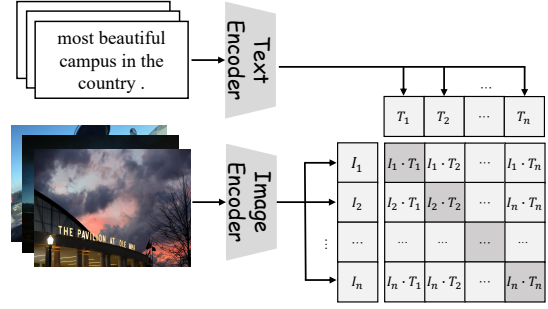 most beautiful
campus in the
country .
Text
Encoder
...
T₁ T₂ ... Tₙ
THE PAVILION AT OLE
Image
Encoder
I₁ I₁ · T₁ I₁ · T₂ ... I₁ · Tₙ
I₂ I₂ · T₁ I₂ · T₂ ... Iₙ · Tₙ
⋮ ... ... ... ...
Iₙ Iₙ · T₁ Iₙ · T₂ ... Iₙ · Tₙ